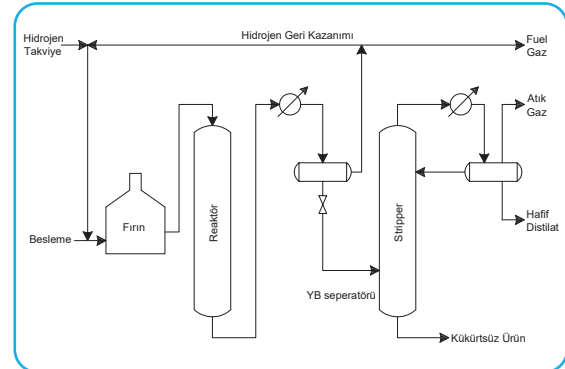 Hidrojen
Takviye
Hidrojen Geri Kazanımı
Fuel
Gaz
Atık
Gaz
Fırın
Reaktör
Stripper
Besleme
Hafif
Distilat
YB seperatörü
Kükürtsüz Ürün